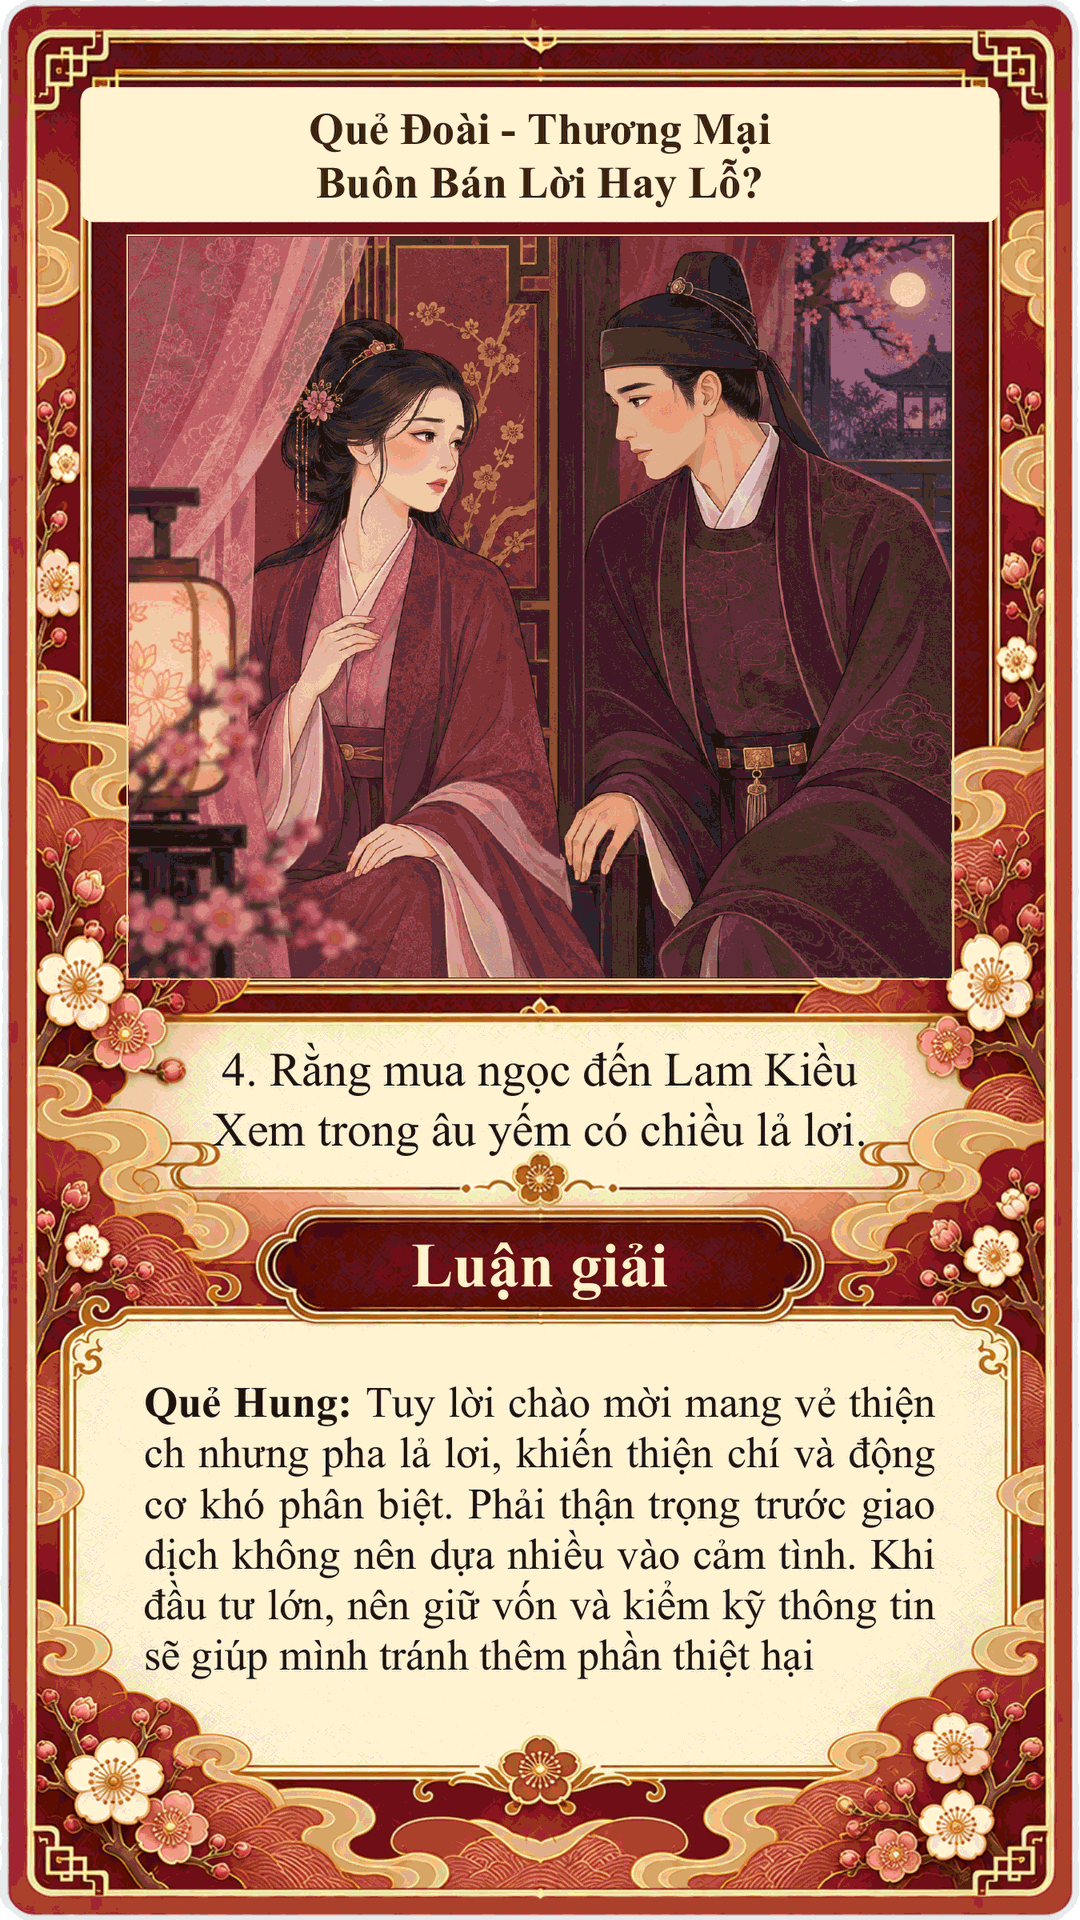 Quẻ Đoài - Thương Mại
Buôn Bán Lời Hay Lỗ?
4. Rằng mua ngọc đến Lam Kiều
Xem trong âu yếm có chiều lả lơi.
Luận giải
Quẻ Hung: Tuy lời chào mời mang vẻ thiện
ch nhưng pha lả lơi, khiến thiện chí và động
cơ khó phân biệt. Phải thận trọng trước giao
dịch không nên dựa nhiều vào cảm tình. Khi
đầu tư lớn, nên giữ vốn và kiểm kỹ thông tin
sẽ giúp mình tránh thêm phần thiệt hại